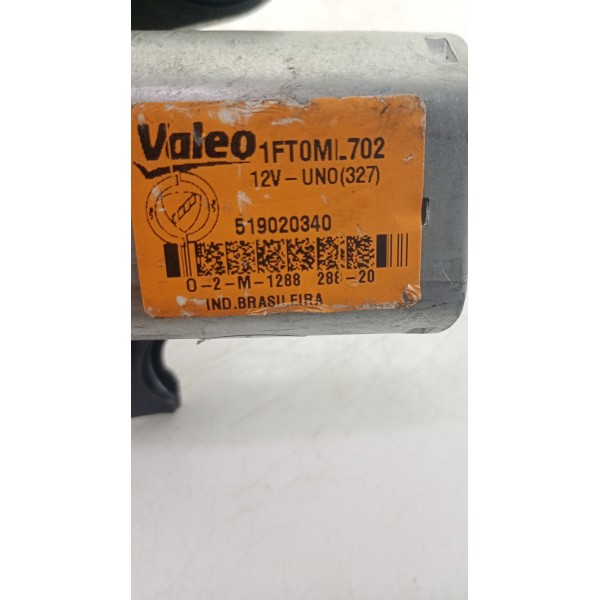 Valeo 1FT0ML702
12V-UNO(327)
519020340
0-2-M-1288 288-20
IND.BRASILEIRA